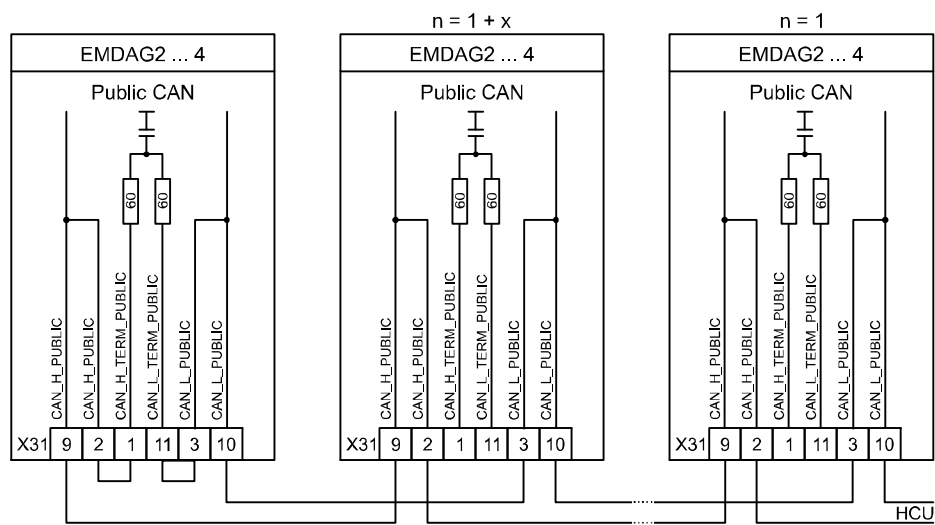 n = 1 + x
n = 1
EMDAG2 ... 4
EMDAG2 ... 4
EMDAG2 ... 4
Public CAN
Public CAN
Public CAN
60
60
60
60
60
60
CAN_H_PUBLIC
CAN_H_PUBLIC
CAN_H_TERM_PUBLIC
CAN_L_TERM_PUBLIC
CAN_L_PUBLIC
CAN_L_PUBLIC
CAN_H_PUBLIC
CAN_H_PUBLIC
CAN_H_TERM_PUBLIC
CAN_L_TERM_PUBLIC
CAN_L_PUBLIC
CAN_L_PUBLIC
CAN_H_PUBLIC
CAN_H_PUBLIC
CAN_H_TERM_PUBLIC
CAN_L_TERM_PUBLIC
CAN_L_PUBLIC
CAN_L_PUBLIC
X31 9 2 1 11 3 10
X31 9 2 1 11 3 10
X31 9 2 1 11 3 10
HCU